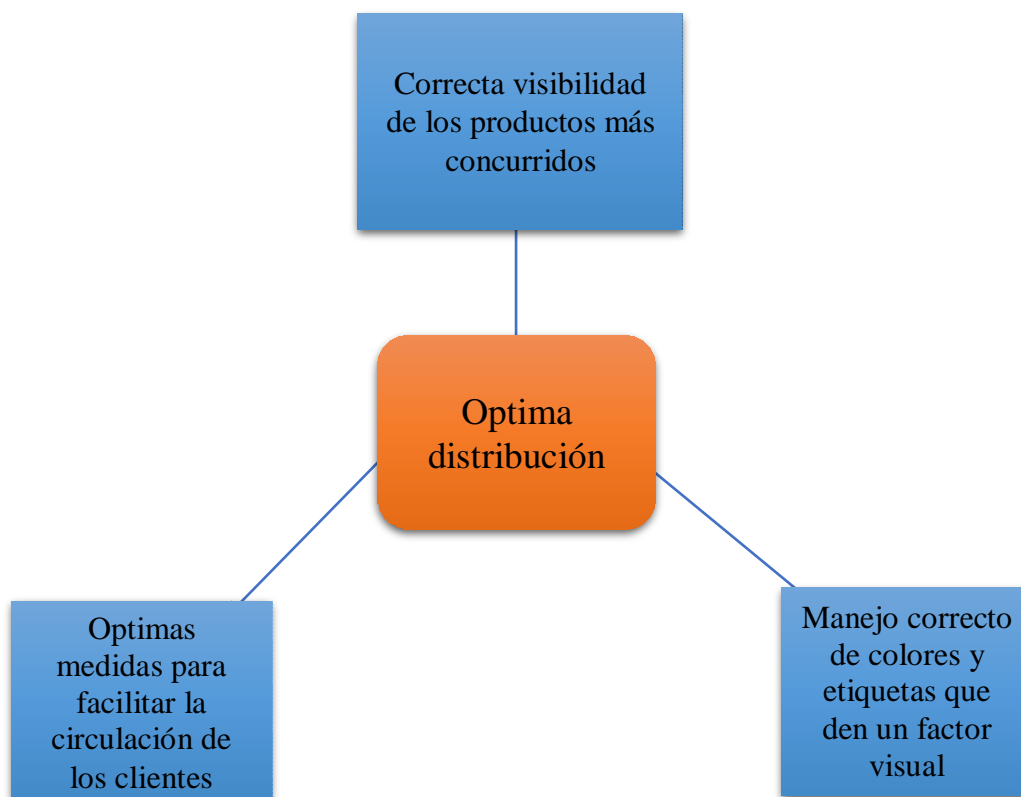 Correcta visibilidad
de los productos más
concurridos
Optima
distribución
Optimas
medidas para
facilitar la
circulación de
los clientes
Manejo correcto
de colores y
etiquetas que
den un factor
visual